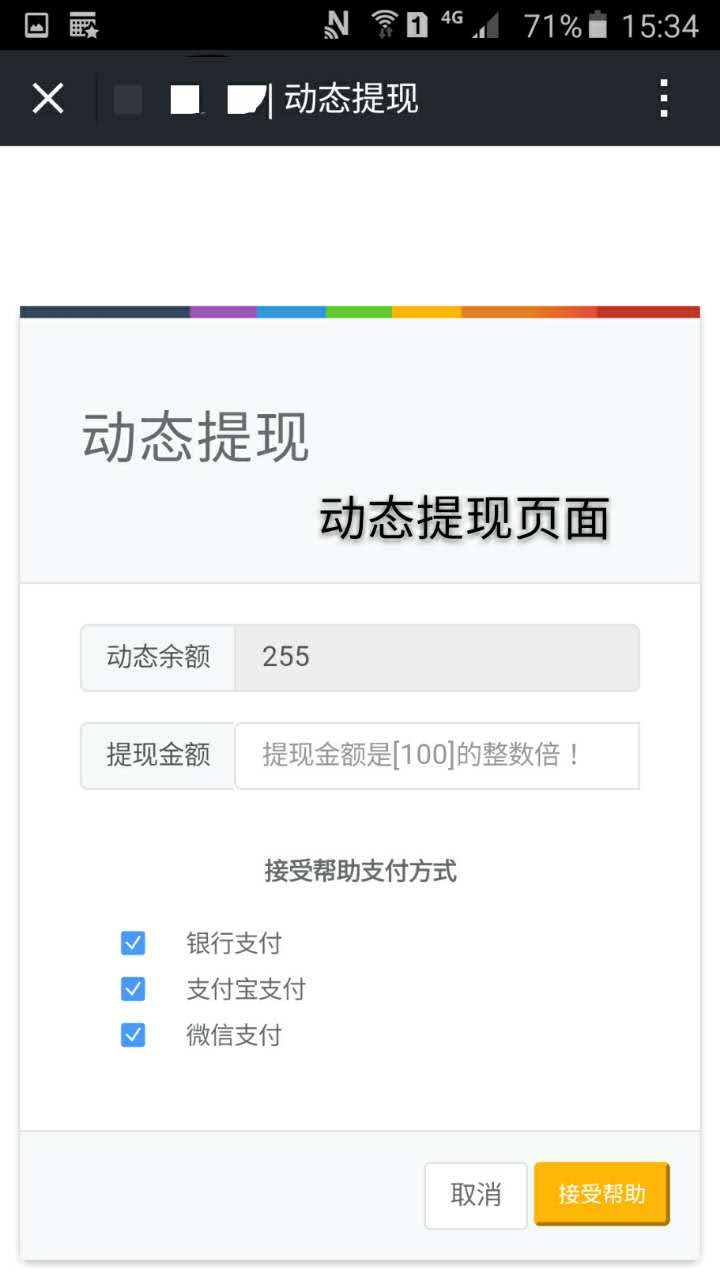 4G 71% 15:34
| 动态提现
动态提现
动态提现页面
动态余额 255
提现金额 提现金额是[100]的整数倍！
接受帮助支付方式
银行支付
支付宝支付
微信支付
取消 接受帮助